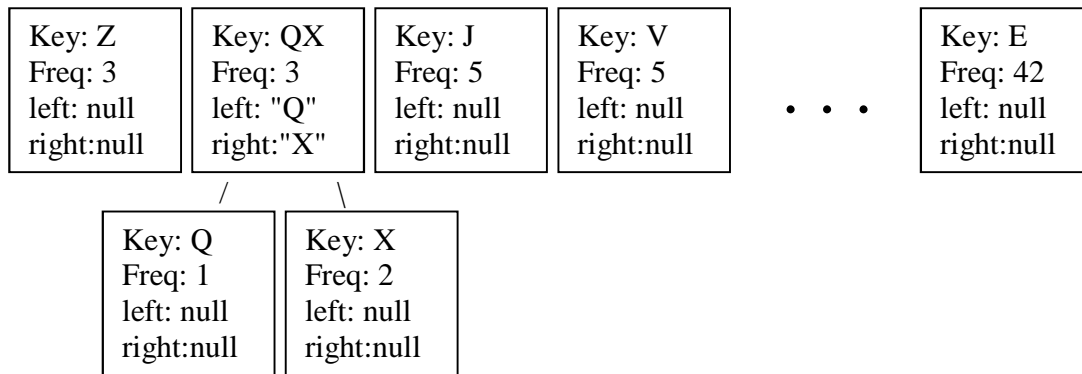 Key: Z
Freq: 3
left: null
right:null
Key: QX
Freq: 3
left: "Q"
right:"X"
Key: J
Freq: 5
left: null
right:null
Key: V
Freq: 5
left: null
right:null
. . .
Key: E
Freq: 42
left: null
right:null
Key: Q
Freq: 1
left: null
right:null
Key: X
Freq: 2
left: null
right:null